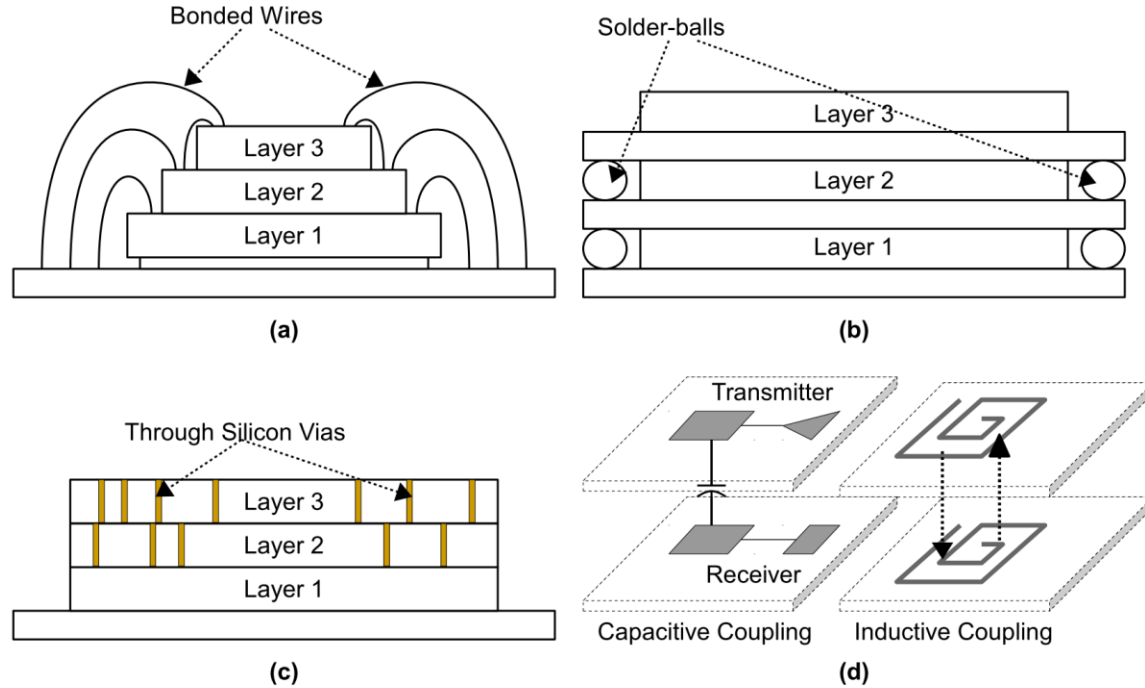 Bonded Wires
Layer 3
Layer 2
Layer 1
(a)
Solder-balls
Layer 3
Layer 2
Layer 1
(b)
Through Silicon Vias
Layer 3
Layer 2
Layer 1
(c)
Transmitter
Receiver
Capacitive Coupling
Inductive Coupling
(d)